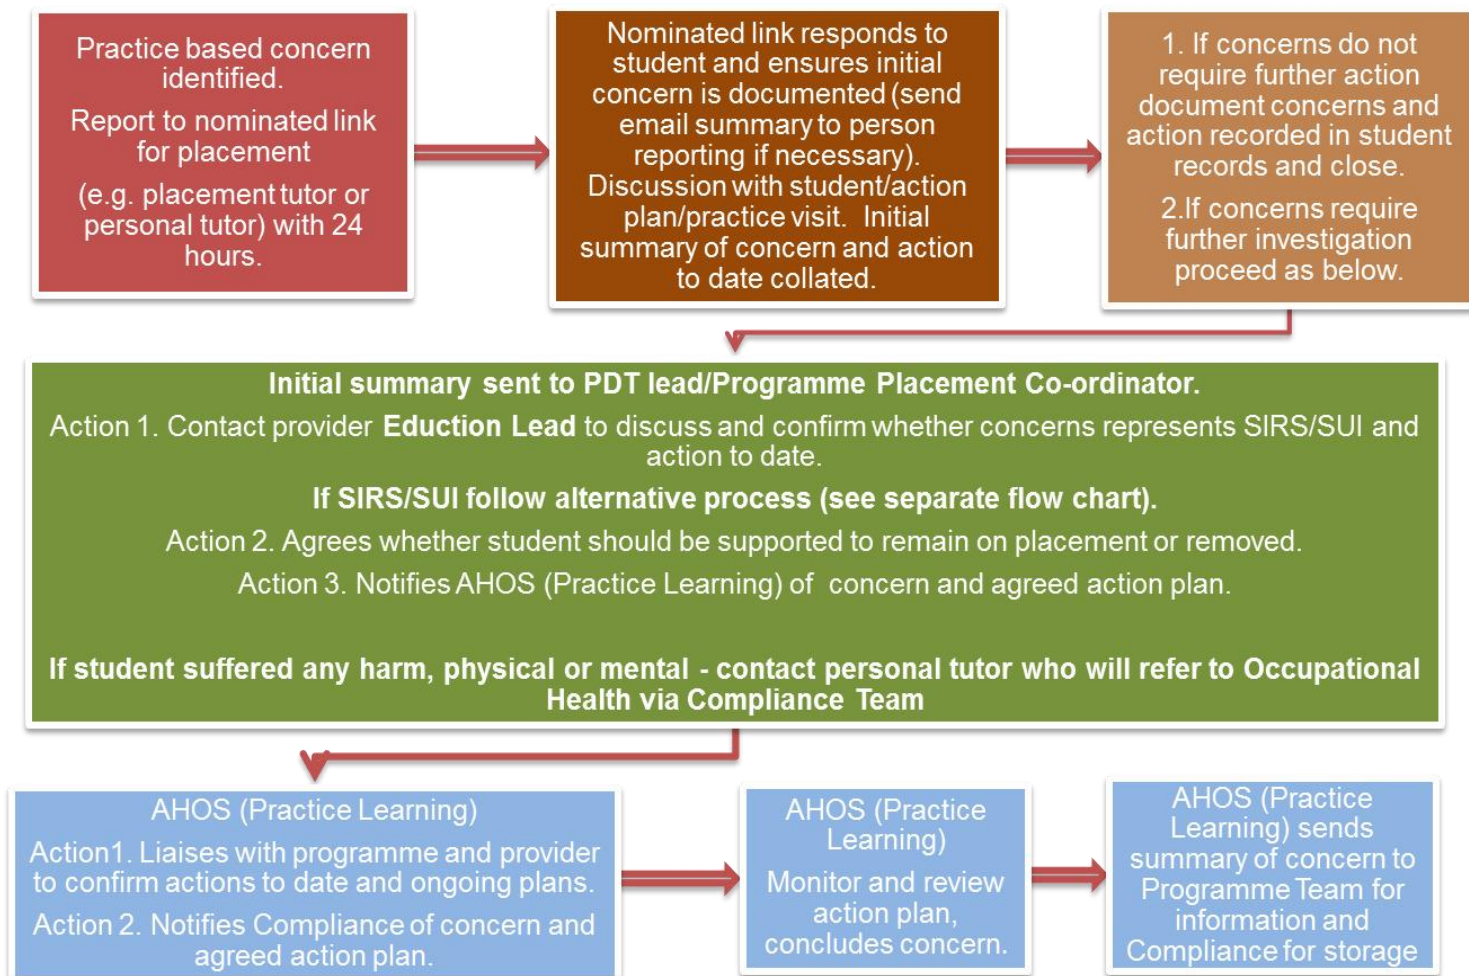 Practice based concern
identified.
Report to nominated link
for placement
(e.g. placement tutor or
personal tutor) with 24
hours.
Nominated link responds to
student and ensures initial
concern is documented (send
email summary to person
reporting if necessary).
Discussion with student/action
plan/practice visit. Initial
summary of concern and action
to date collated.
1. If concerns do not
require further action
document concerns and
action recorded in student
records and close.
2.If concerns require
further investigation
proceed as below.
Initial summary sent to PDT lead/Programme Placement Co-ordinator.
Action 1. Contact provider Eduction Lead to discuss and confirm whether concerns represents SIRS/SUI and
action to date.
If SIRS/SUI follow alternative process (see separate flow chart).
Action 2. Agrees whether student should be supported to remain on placement or removed.
Action 3. Notifies AHOS (Practice Learning) of concern and agreed action plan.
If student suffered any harm, physical or mental - contact personal tutor who will refer to Occupational
Health via Compliance Team
AHOS (Practice Learning)
Action1. Liaises with programme and provider
to confirm actions to date and ongoing plans.
Action 2. Notifies Compliance of concern and
agreed action plan.
AHOS (Practice
Learning)
Monitor and review
action plan,
concludes concern.
AHOS (Practice
Learning) sends
summary of concern to
Programme Team for
information and
Compliance for storage